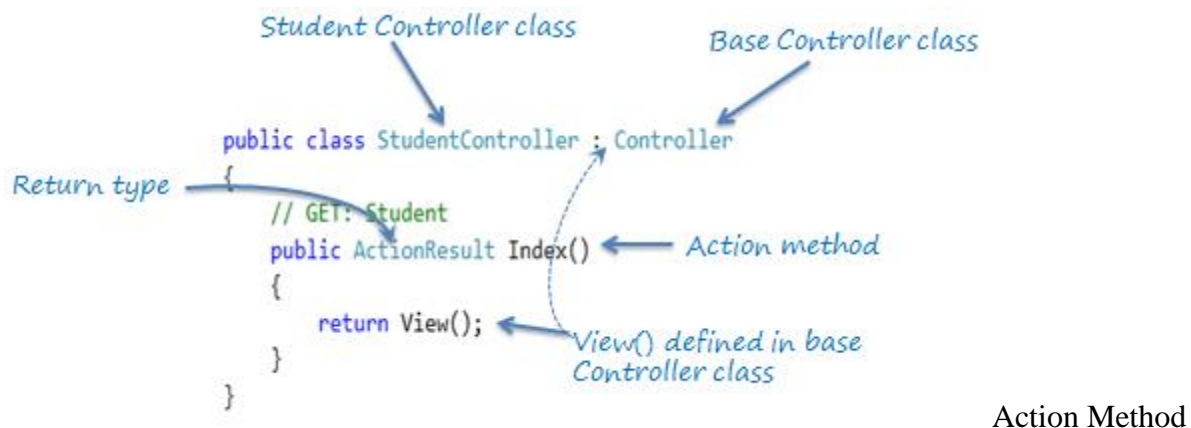 Student Controller class
Base Controller class
public class StudentController : Controller
{
Return type
// GET: Student
public ActionResult Index()
Action method
{
return View();
View() defined in base
Controller class
}
}
Action Method